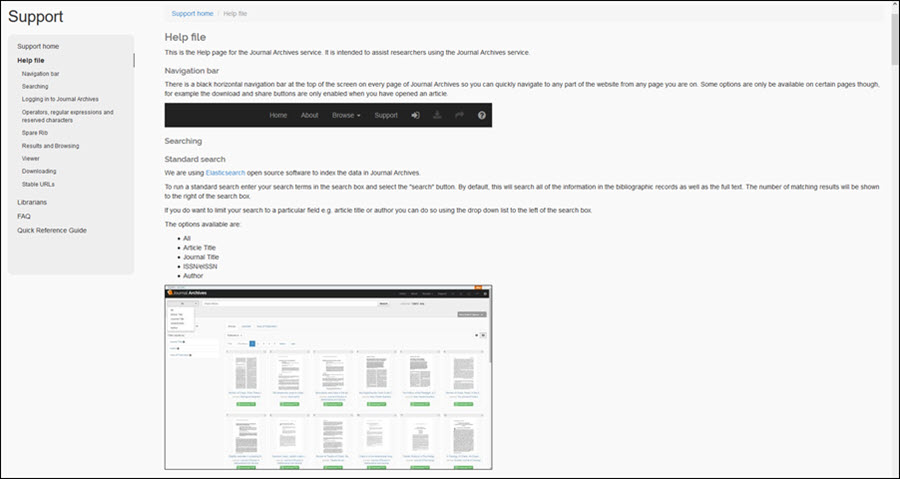 Support
Support home
Help file
Navigation bar
Searching
Logging in to Journal Archives
Operators, regular expressions and
reserved characters
Spare Rib
Results and Browsing
Viewer
Downloading
Stable URLs
Librarians
FAQ
Quick Reference Guide
Support home / Help file
Help file
This is the Help page for the Journal Archives service. It is intended to assist researchers using the Journal Archives service.
Navigation bar
There is a black horizontal navigation bar at the top of the screen on every page of Journal Archives so you can quickly navigate to any part of the website from any page you are on. Some options are only be available on certain pages though,
for example the download and share buttons are only enabled when you have opened an article.
Home About Browse Support
Searching
Standard search
We are using Elasticsearch open source software to index the data in Journal Archives.
To run a standard search enter your search terms in the search box and select the "search" button. By default, this will search all of the information in the bibliographic records as well as the full text. The number of matching results will be shown
to the right of the search box.
If you do want to limit your search to a particular field e.g. article title or author you can do so using the drop down list to the left of the search box.
The options available are:
All
Article Title
Journal Title
ISSN/eISSN
Author
Journal Archives